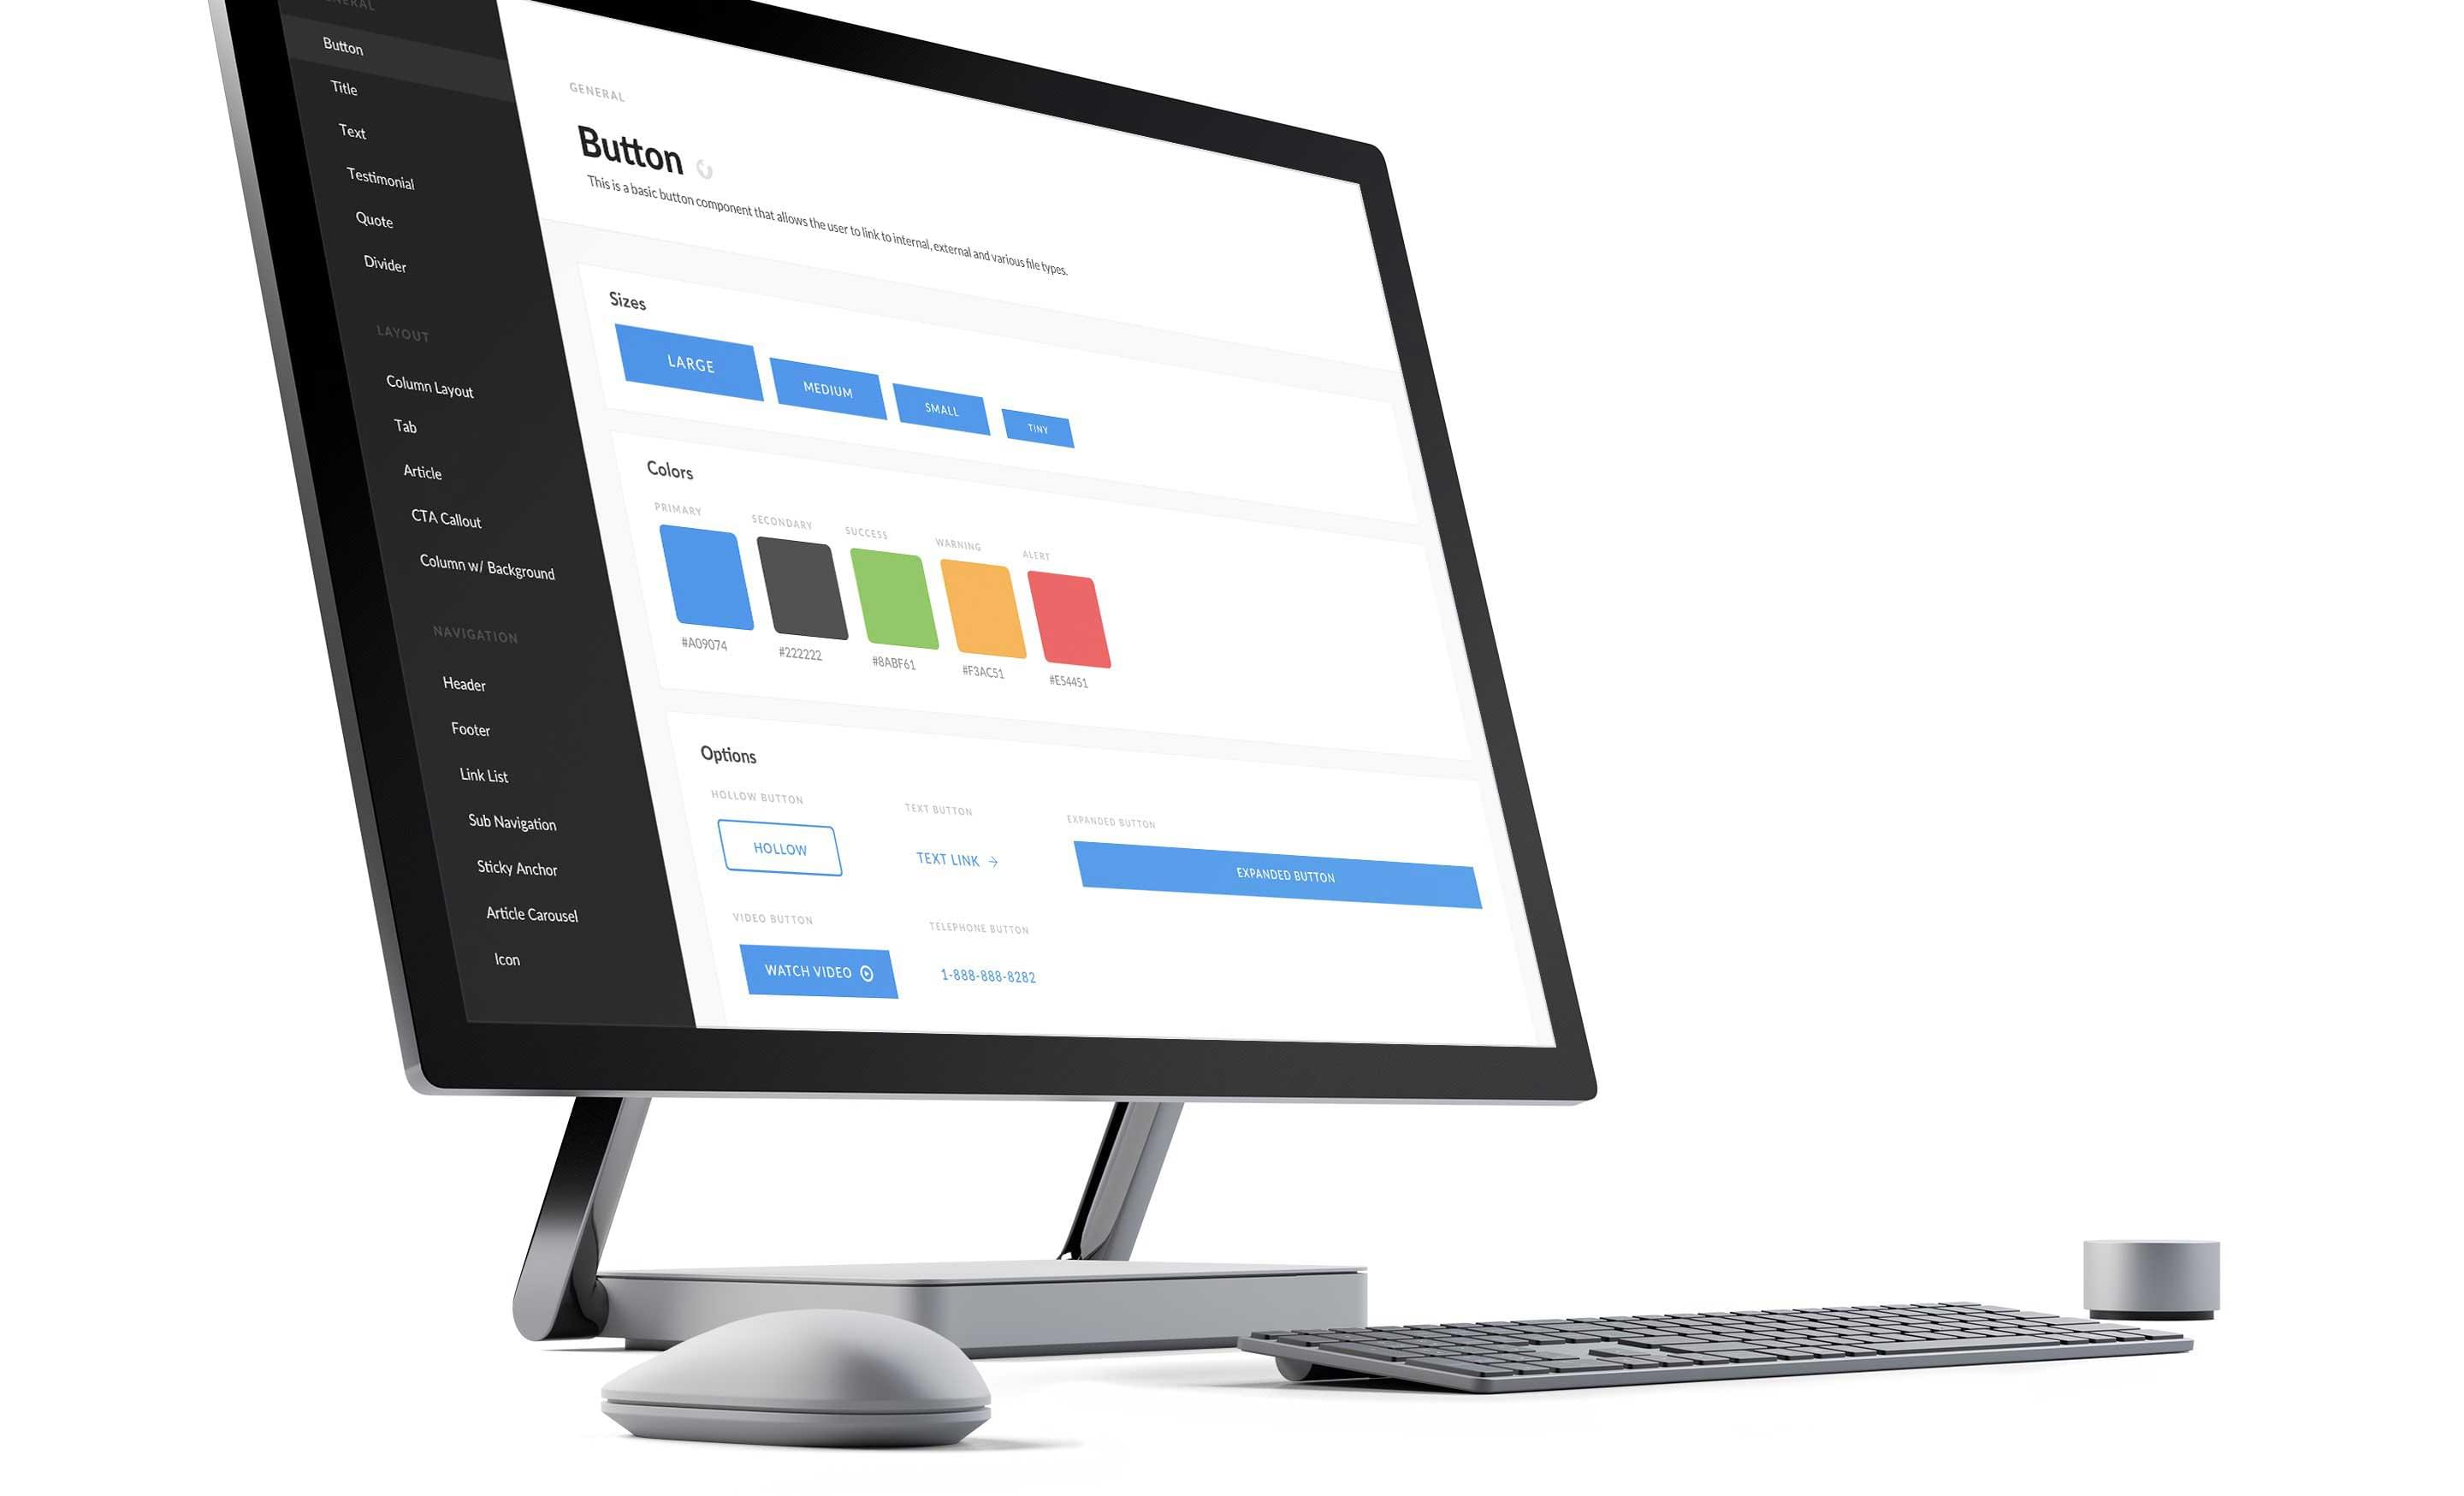 Button
Title
Text
Testimonial
Quote
Divider
LAYOUT
Column Layout
Tab
Article
CTA Callout
Column w/ Background
NAVIGATION
Header
Footer
Link List
Sub Navigation
Sticky Anchor
Article Carousel
Icon
GENERAL
Button
This is a basic button component that allows the user to link to internal, external and various file types.
Sizes
LARGE MEDIUM SMALL TINY
Colors
PRIMARY SECONDARY SUCCESS WARNING ALERT
#A09074 #222222 #8ABF61 #F3AC51 #E54451
Options
HOLLOW BUTTON TEXT BUTTON EXPANDED BUTTON
HOLLOW TEXT LINK → EXPANDED BUTTON
VIDEO BUTTON TELEPHONE BUTTON
WATCH VIDEO 1-888-888-8282